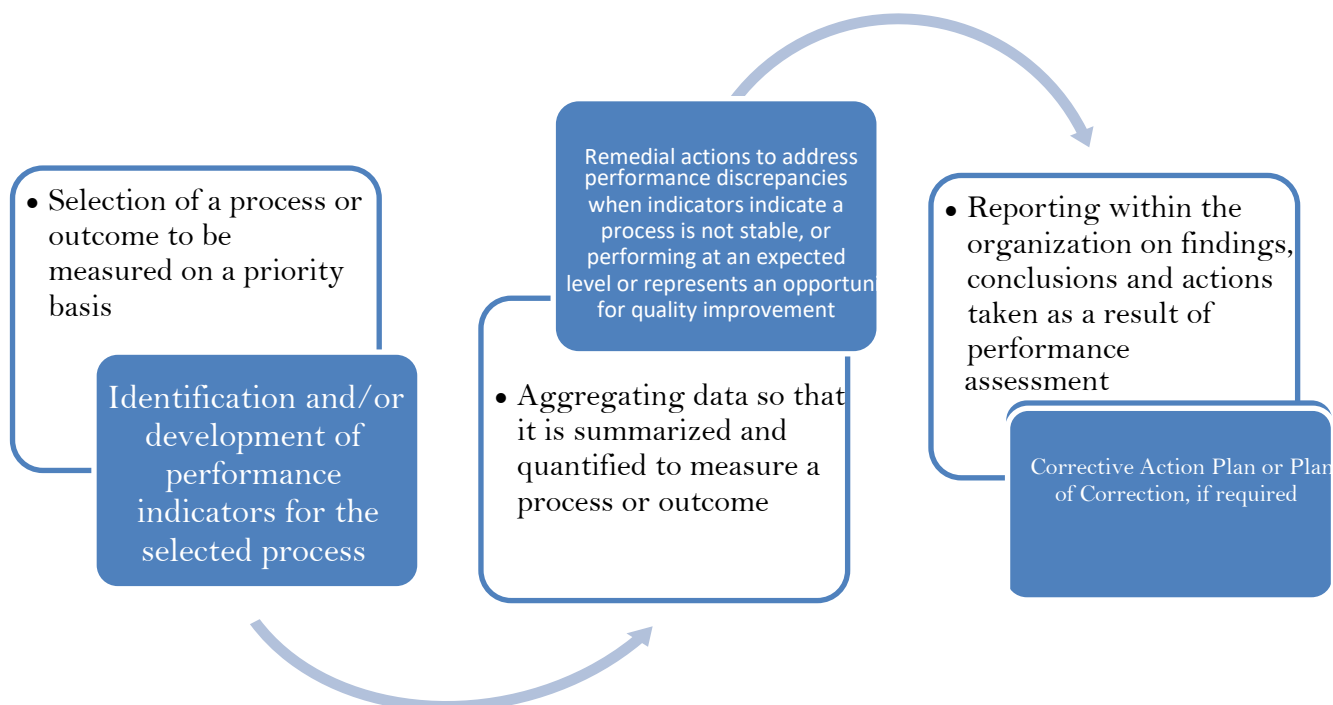 • Selection of a process or
outcome to be
measured on a priority
basis
Identification and/or
development of
performance
indicators for the
selected process
Remedial actions to address
performance discrepancies
when indicators indicate a
process is not stable, or
performing at an expected
level or represents an opportuni
for quality improvement
• Aggregating data so that
it is summarized and
quantified to measure a
process or outcome
• Reporting within the
organization on findings,
conclusions and actions
taken as a result of
performance
assessment
Corrective Action Plan or Plan
of Correction, if required